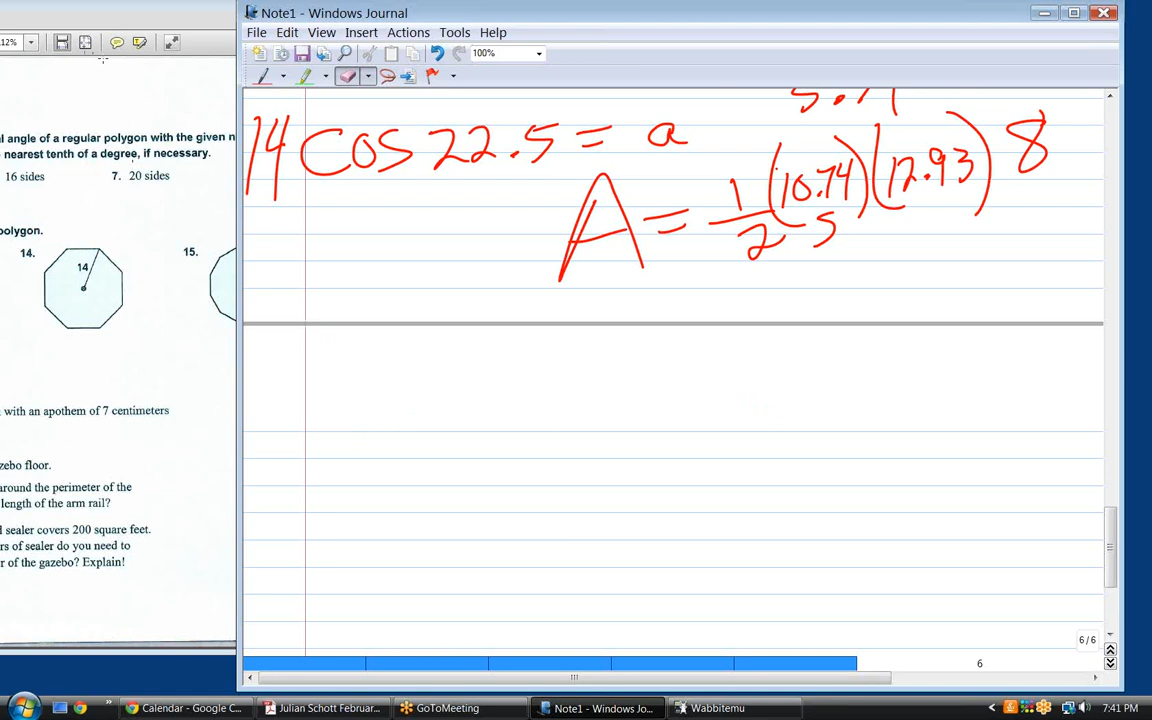 Note1 - Windows Journal
File Edit View Insert Actions Tools Help
12%
100%
14 cos 22.5 = a
A = 1/2 (10.74)(12.93) 8
5
al angle of a regular polygon with the given n
e nearest tenth of a degree, if necessary.
16 sides 7. 20 sides
polygon.
14. 15.
14
with an apothem of 7 centimeters
zebo floor.
around the perimeter of the
length of the arm rail?
d sealer covers 200 square feet.
rs of sealer do you need to
r of the gazebo? Explain!
6/6
6
Calendar - Google C... Julian Schott Februar... GoToMeeting Note1 - Windows Jo... Wabbitemu 7:41 PM